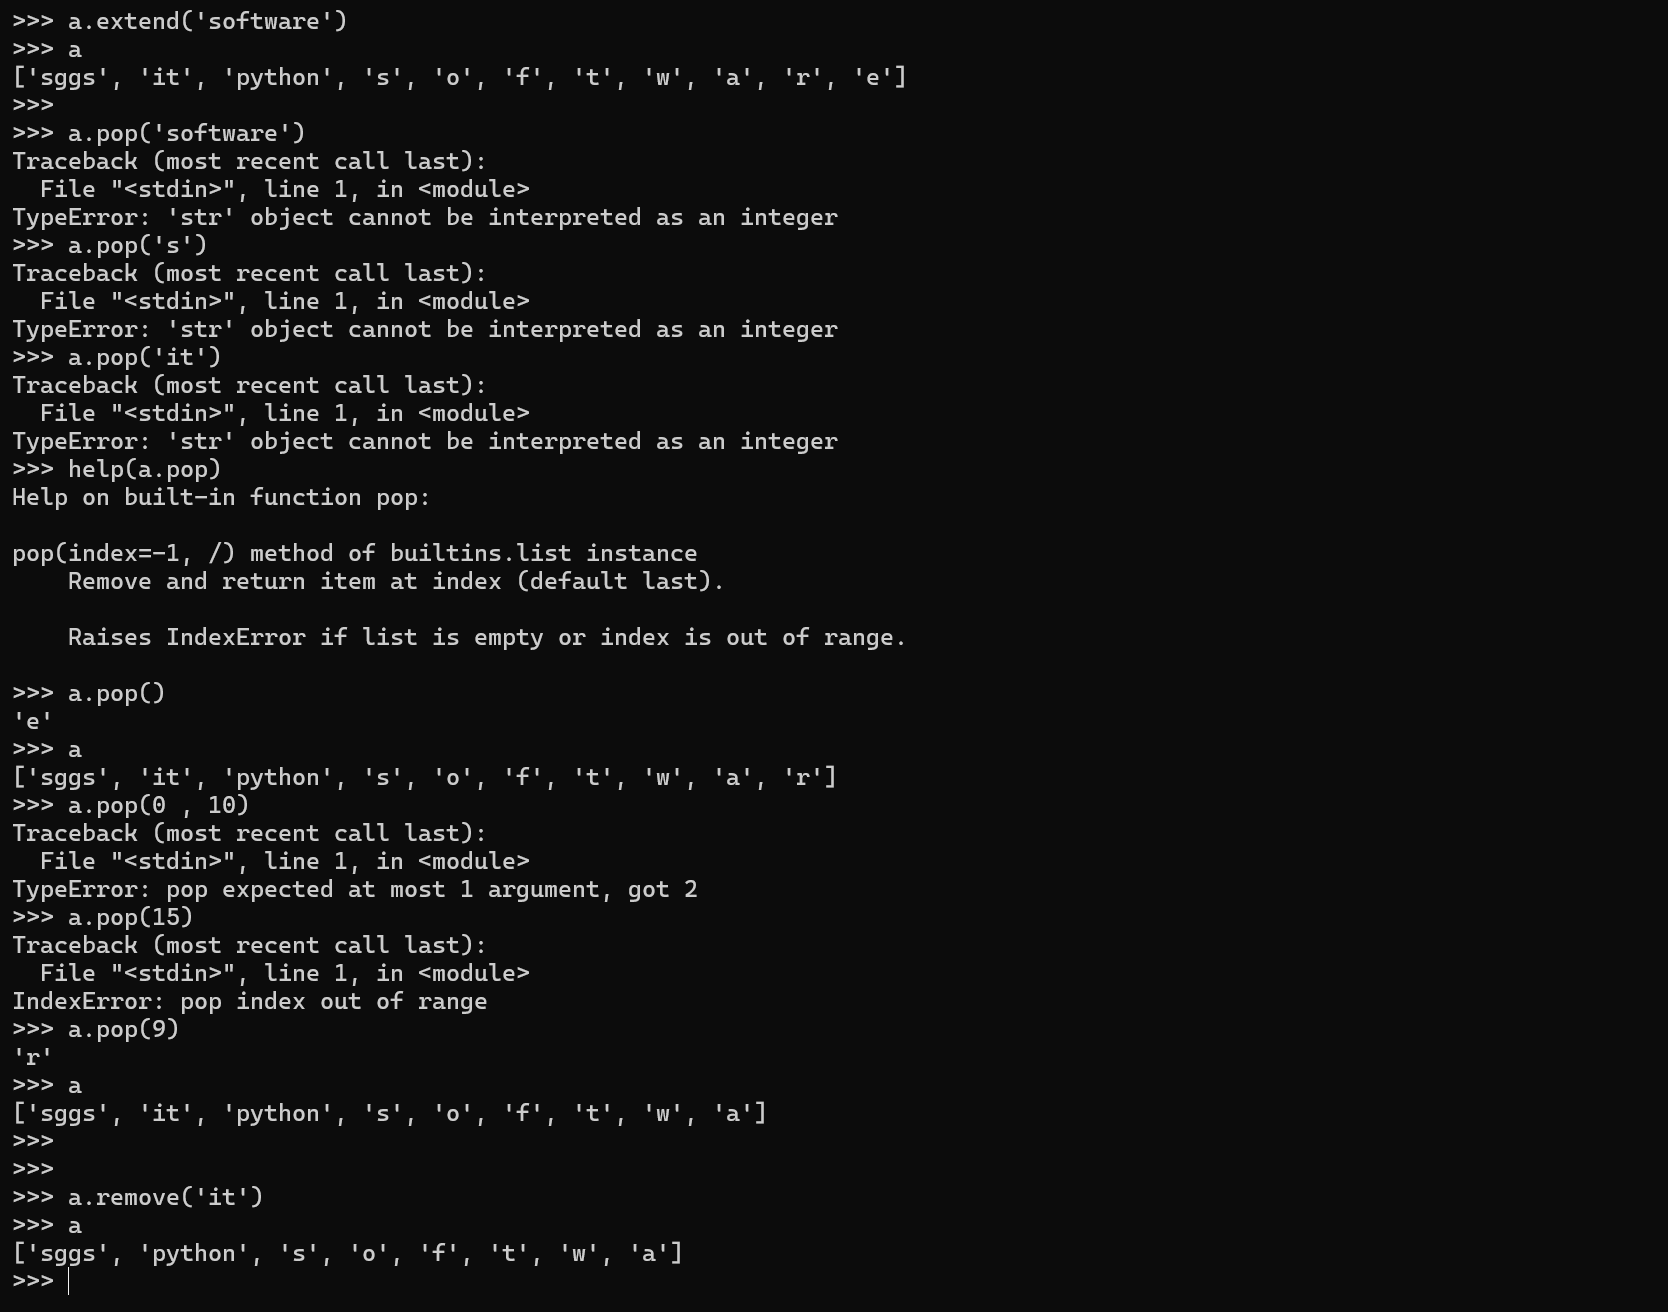 >>> a.extend('software')
>>> a
['sggs', 'it', 'python', 's', 'o', 'f', 't', 'w', 'a', 'r', 'e']
>>>
>>> a.pop('software')
Traceback (most recent call last):
  File "<stdin>", line 1, in <module>
TypeError: 'str' object cannot be interpreted as an integer
>>> a.pop('s')
Traceback (most recent call last):
  File "<stdin>", line 1, in <module>
TypeError: 'str' object cannot be interpreted as an integer
>>> a.pop('it')
Traceback (most recent call last):
  File "<stdin>", line 1, in <module>
TypeError: 'str' object cannot be interpreted as an integer
>>> help(a.pop)
Help on built-in function pop:

pop(index=-1, /) method of builtins.list instance
    Remove and return item at index (default last).

    Raises IndexError if list is empty or index is out of range.

>>> a.pop()
'e'
>>> a
['sggs', 'it', 'python', 's', 'o', 'f', 't', 'w', 'a', 'r']
>>> a.pop(0 , 10)
Traceback (most recent call last):
  File "<stdin>", line 1, in <module>
TypeError: pop expected at most 1 argument, got 2
>>> a.pop(15)
Traceback (most recent call last):
  File "<stdin>", line 1, in <module>
IndexError: pop index out of range
>>> a.pop(9)
'r'
>>> a
['sggs', 'it', 'python', 's', 'o', 'f', 't', 'w', 'a']
>>>
>>>
>>> a.remove('it')
>>> a
['sggs', 'python', 's', 'o', 'f', 't', 'w', 'a']
>>>